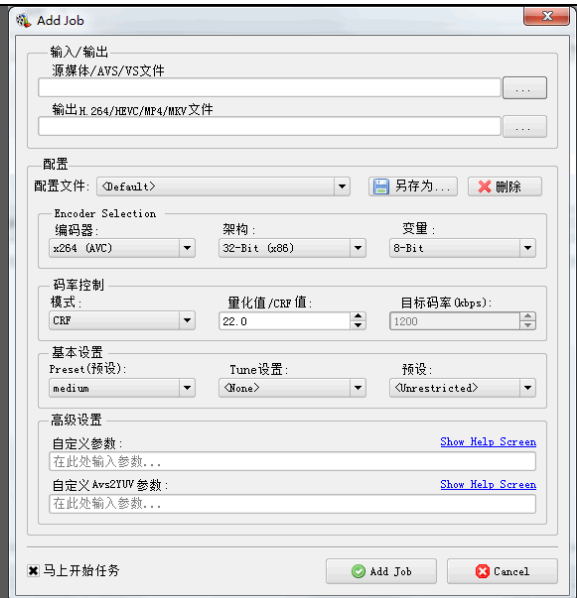 Add Job
输入/输出
源媒体/AVS/VS文件
...
输出H.264/HEVC/MP4/MKV文件
...
配置
配置文件: <Default> 另存为... 删除
Encoder Selection
编码器: 架构: 变量:
x264 (AVC) 32-Bit (x86) 8-Bit
码率控制
模式: 量化值/CRF值: 目标码率(kbps):
CRF 22.0 1200
基本设置
Preset(预设): Tune设置: 预设:
medium <None> <Unrestricted>
高级设置
自定义参数: Show Help Screen
在此处输入参数...
自定义Avs2YUV参数: Show Help Screen
在此处输入参数...
马上开始任务 Add Job Cancel